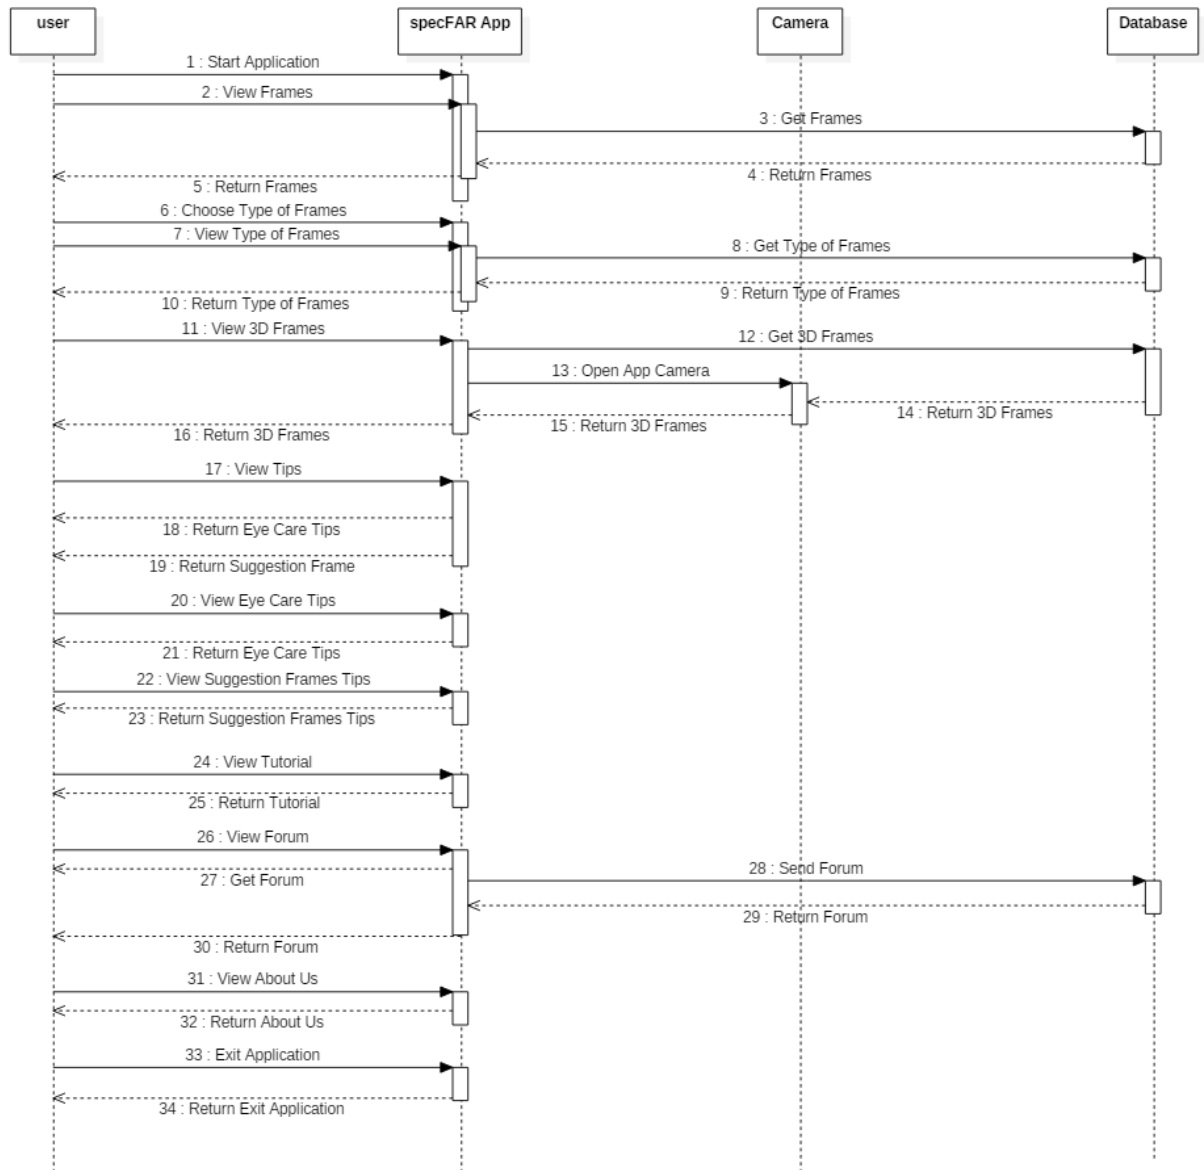 user
specFAR App
Camera
Database
1 : Start Application
2 : View Frames
3 : Get Frames
4 : Return Frames
5 : Return Frames
6 : Choose Type of Frames
7 : View Type of Frames
8 : Get Type of Frames
9 : Return Type of Frames
10 : Return Type of Frames
11 : View 3D Frames
12 : Get 3D Frames
13 : Open App Camera
14 : Return 3D Frames
15 : Return 3D Frames
16 : Return 3D Frames
17 : View Tips
18 : Return Eye Care Tips
19 : Return Suggestion Frame
20 : View Eye Care Tips
21 : Return Eye Care Tips
22 : View Suggestion Frames Tips
23 : Return Suggestion Frames Tips
24 : View Tutorial
25 : Return Tutorial
26 : View Forum
27 : Get Forum
28 : Send Forum
29 : Return Forum
30 : Return Forum
31 : View About Us
32 : Return About Us
33 : Exit Application
34 : Return Exit Application